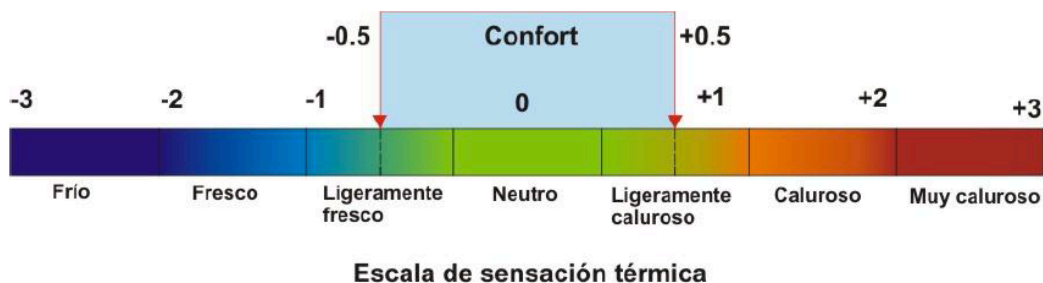 -0.5 Confort +0.5
-3 -2 -1 0 +1 +2 +3
Frío Fresco Ligeramente fresco Neutro Ligeramente caluroso Caluroso Muy caluroso
Escala de sensación térmica